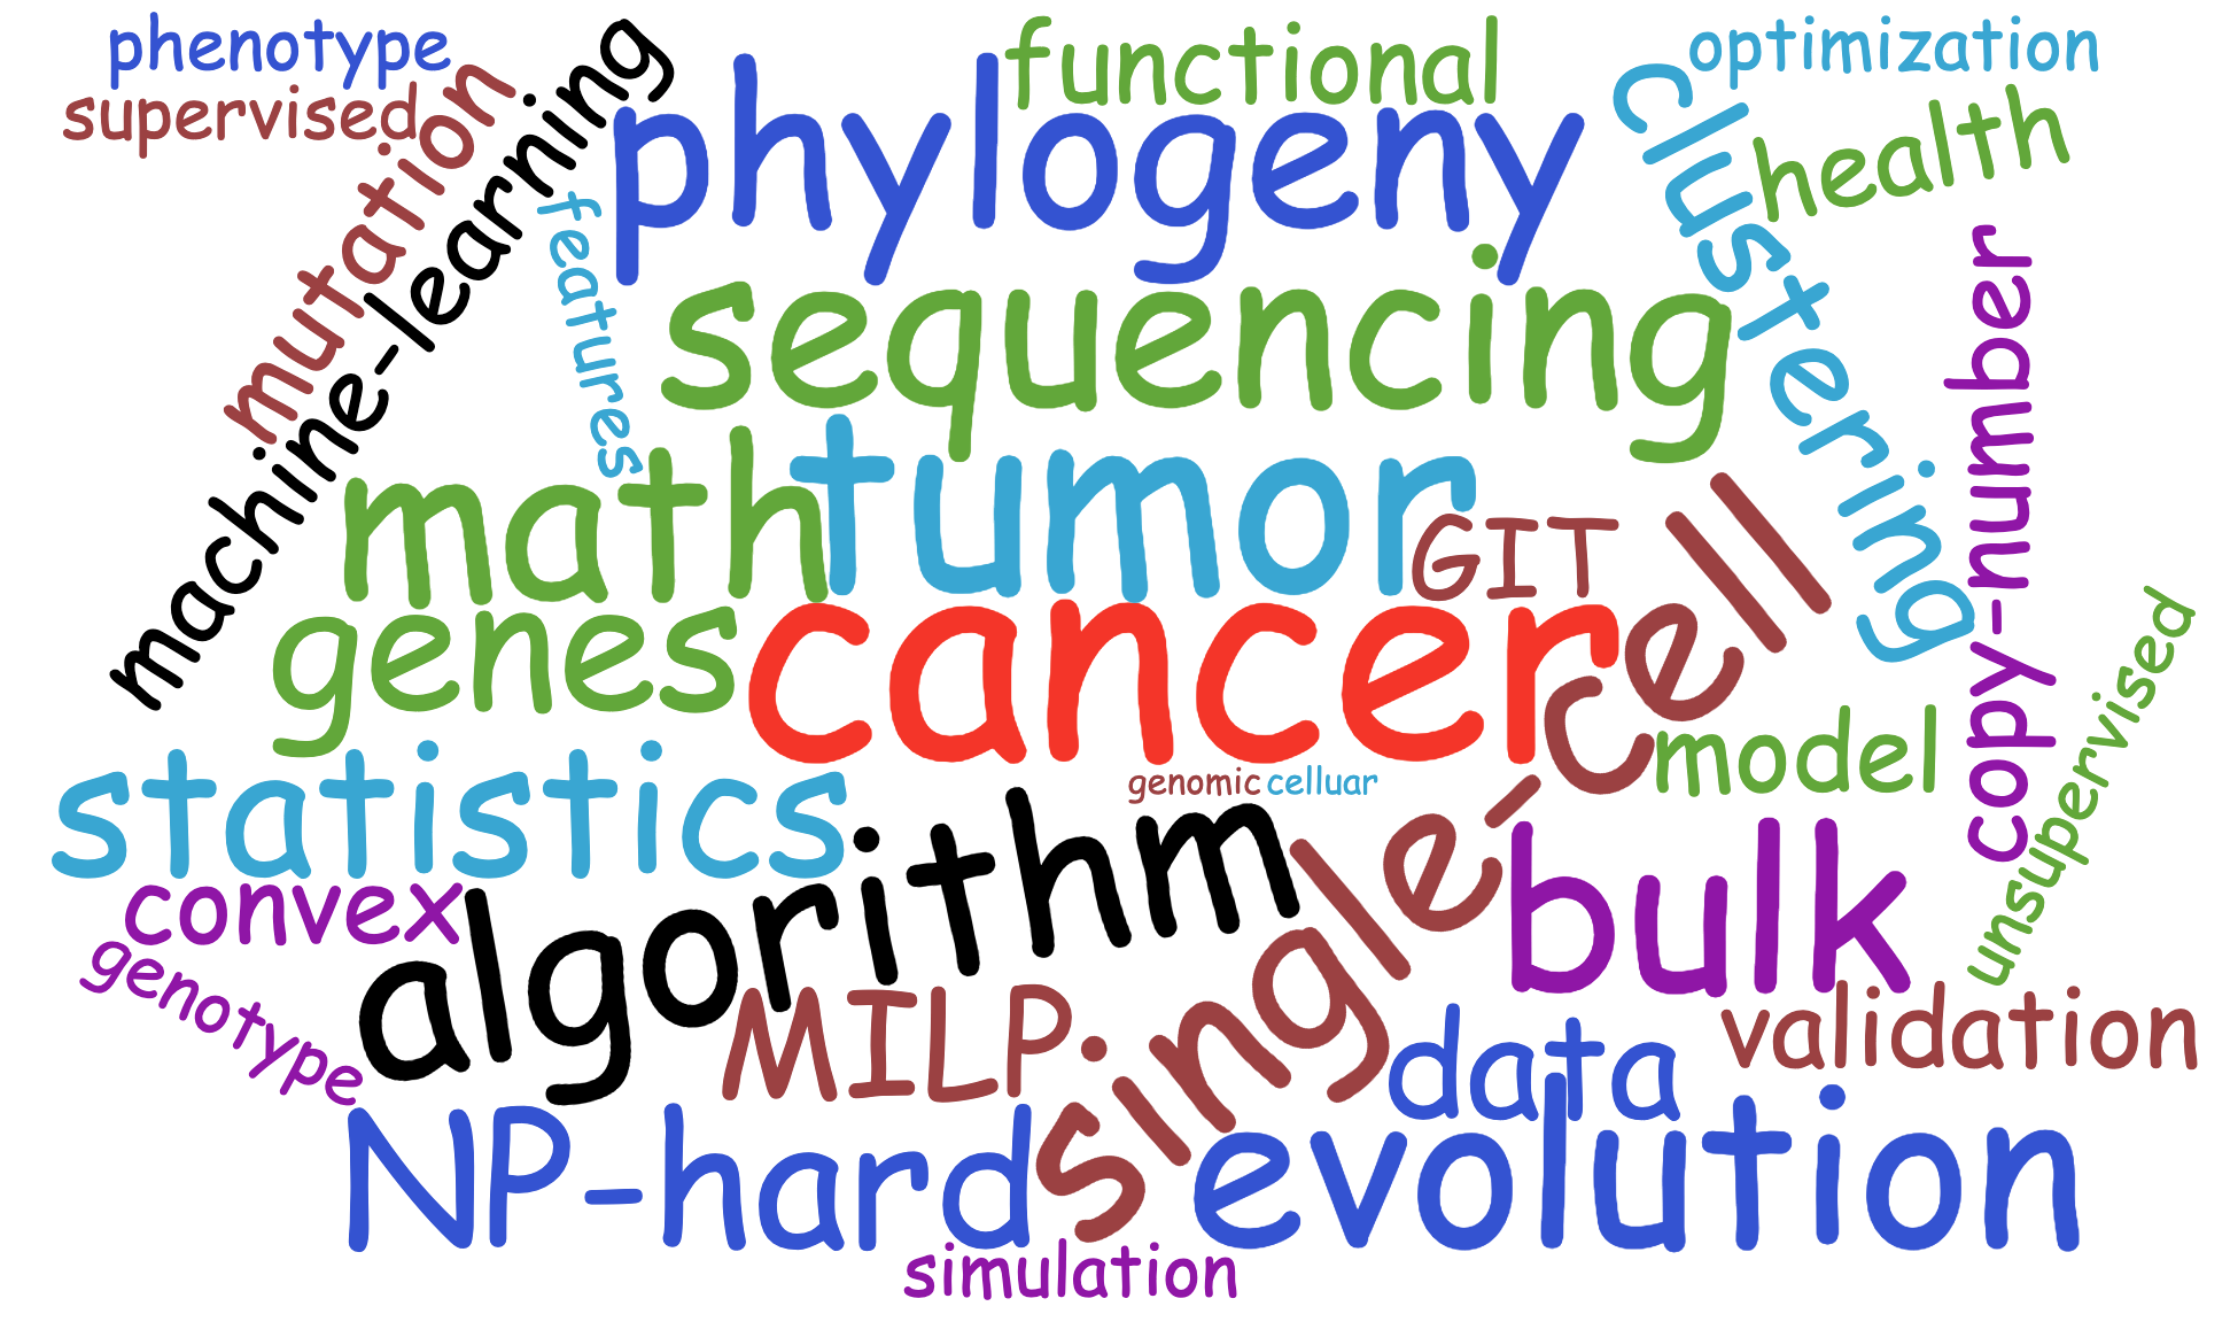 phenotype
functional
optimization
supervised
mutation
machine-learning
phylogeny
clustering
health
features
sequencing
copy-number
math
tumor
GIT
genes
cancer
single-cell
model
unsupervised
statistics
genomic
celluar
algorithm
bulk
convex
genotype
MILP
data
validation
NP-hard
evolution
simulation